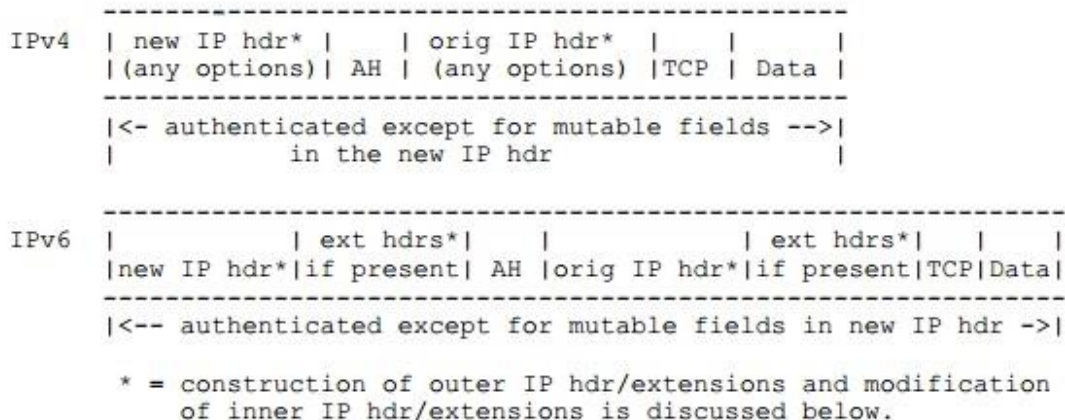 -------------------------------------------------
IPv4  | new IP hdr* |    | orig IP hdr*  |    |      |
|(any options)| AH | (any options) |TCP | Data |
-------------------------------------------------
|<- authenticated except for mutable fields -->|
|           in the new IP hdr                  |
--------------------------------------------------------------
IPv6  |           | ext hdrs*|    |            | ext hdrs*|   |    |
|new IP hdr*|if present| AH |orig IP hdr*|if present|TCP|Data|
--------------------------------------------------------------
|<-- authenticated except for mutable fields in new IP hdr ->|
* = construction of outer IP hdr/extensions and modification
of inner IP hdr/extensions is discussed below.